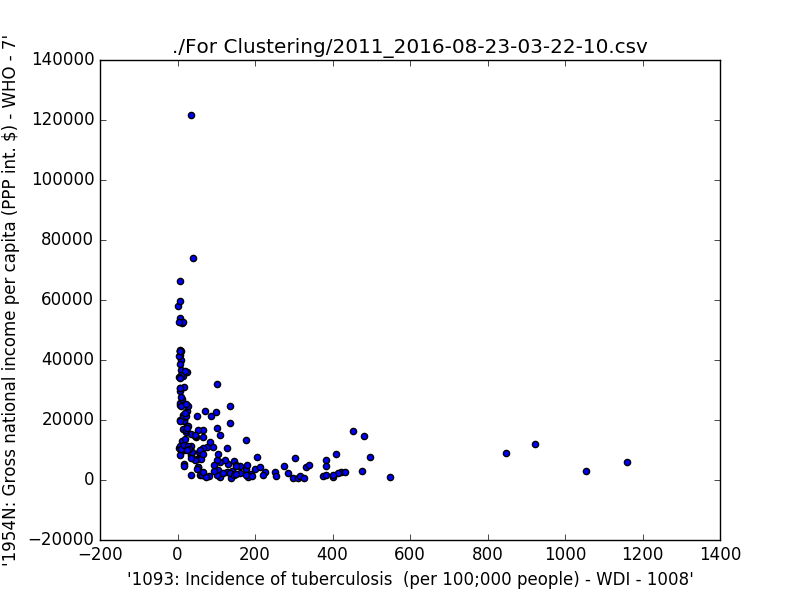 ./For Clustering/2011_2016-08-23-03-22-10.csv
'1954N: Gross national income per capita (PPP int. $) - WHO - 7'
140000
120000
100000
80000
60000
40000
20000
0
−20000
−200 0 200 400 600 800 1000 1200 1400
'1093: Incidence of tuberculosis  (per 100;000 people) - WDI - 1008'